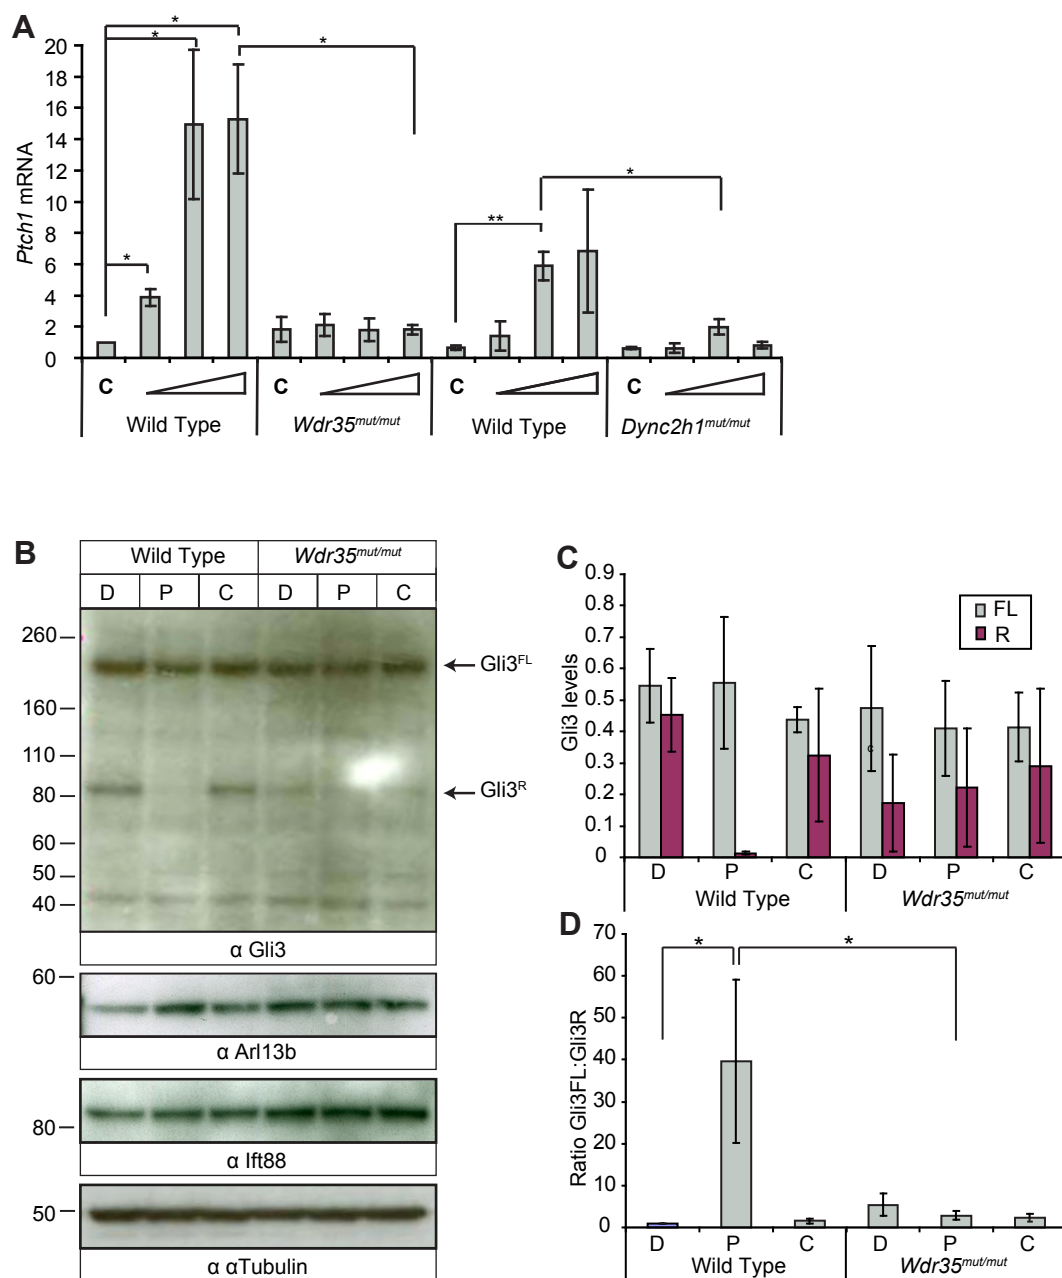 A
Ptch1 mRNA
20
18
16
14
12
10
8
6
4
2
0
*
*
*
*
**
*
C
C
C
C
Wild Type
Wdr35mut/mut
Wild Type
Dync2h1mut/mut
B
Wild Type
Wdr35mut/mut
D P C D P C
260
160
110
80
60
50
40
Gli3FL
Gli3R
α Gli3
60
α Arl13b
80
α Ift88
50
α αTubulin
C
Gli3 levels
0.9
0.8
0.7
0.6
0.5
0.4
0.3
0.2
0.1
0
FL
R
c
D P C D P C
Wild Type
Wdr35mut/mut
D
Ratio Gli3FL:Gli3R
70
60
50
40
30
20
10
0
*
*
D P C D P C
Wild Type
Wdr35mut/mut